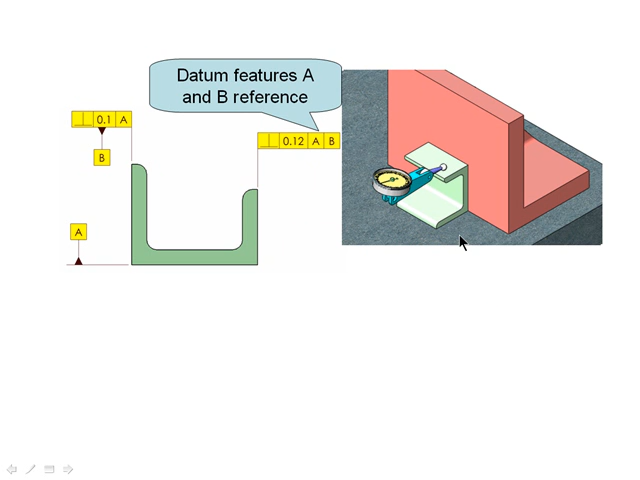 Datum features A
and B reference
⟂ 0.1 A
B
⟂ 0.12 A B
A